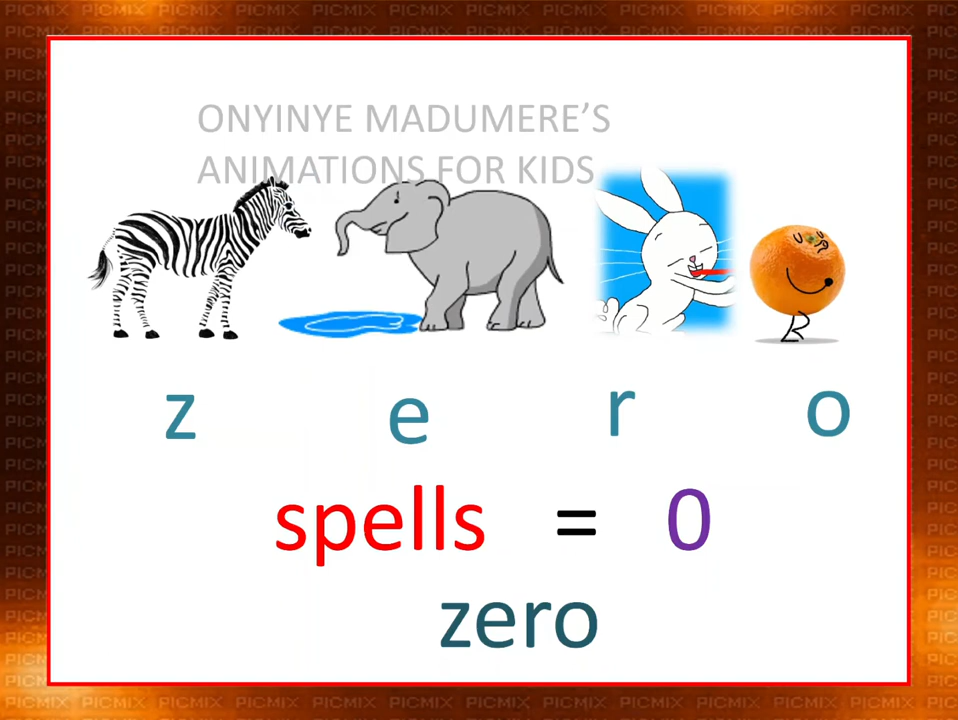 ONYINYE MADUMERE’S
ANIMATIONS FOR KIDS
z e r o
spells = 0
zero